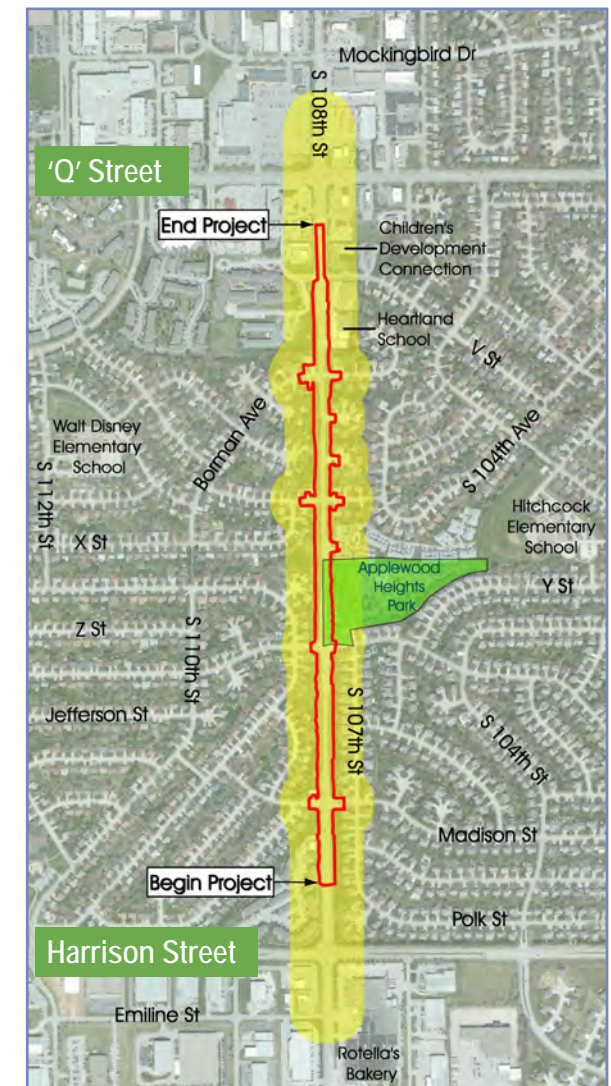 Mockingbird Dr
S 108th St
'Q' Street
End Project
Children's
Development
Connection
Heartland
School
V St
Borman Ave
Walt Disney
Elementary
School
S 104th Ave
S 112th St
Hitchcock
Elementary
School
X St
Applewood
Heights
Park
Y St
Z St
S 110th St
Jefferson St
S 107th St
S 104th St
Madison St
Begin Project
Polk St
Harrison Street
Emiline St
Rotella's
Bakery